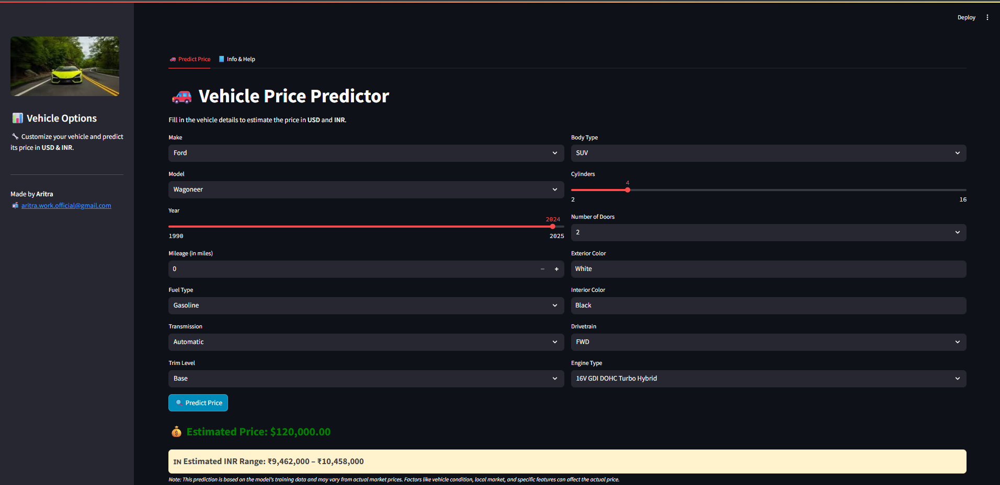 Deploy
Vehicle Options
Customize your vehicle and predict
its price in USD & INR.
Made by Aritra
aritra.work.official@gmail.com
Predict Price
Info & Help
Vehicle Price Predictor
Fill in the vehicle details to estimate the price in USD and INR.
Make
Ford
Model
Wagoneer
Year
2024
1990
2025
Mileage (in miles)
0
Fuel Type
Gasoline
Transmission
Automatic
Trim Level
Base
Body Type
SUV
Cylinders
4
2
16
Number of Doors
2
Exterior Color
White
Interior Color
Black
Drivetrain
FWD
Engine Type
16V GDI DOHC Turbo Hybrid
Predict Price
Estimated Price: $120,000.00
IN Estimated INR Range: ₹9,462,000 – ₹10,458,000
Note: This prediction is based on the model's training data and may vary from actual market prices. Factors like vehicle condition, local market, and specific features can affect the actual price.